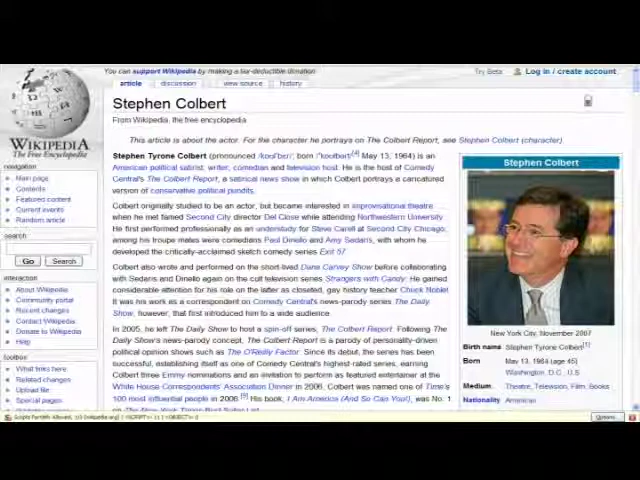 You can support Wikipedia by making a tax-deductible donation
Try Beta Log in / create account
article discussion view source history
Stephen Colbert
From Wikipedia, the free encyclopedia
This article is about the actor. For the character he portrays on The Colbert Report, see Stephen Colbert (character).
Stephen Tyrone Colbert (pronounced May 13, 1964) is an
American political satirist, writer, comedian and television host. He is the host of Comedy
Central's The Colbert Report, a satirical news show in which Colbert portrays a caricatured
version of conservative political pundits.
Colbert originally studied to be an actor, but became interested in improvisational theatre
when he met famed Second City director Del Close while attending Northwestern University.
He first performed professionally as an understudy for Steve Carell at Second City Chicago;
among his troupe mates were comedians Paul Dinello and Amy Sedaris, with whom he
developed the critically-acclaimed sketch comedy series Exit 57
Colbert also wrote and performed on the short-lived Dana Carvey Show before collaborating
with Sedaris and Dinello again on the cult television series Strangers with Candy. He gained
considerable attention for his role on the latter as closeted, gay history teacher Chuck Noblet
It was his work as a correspondent on Comedy Central's news-parody series The Daily
Show, however, that first introduced him to a wide audience.
In 2005, he left The Daily Show to host a spin-off series, The Colbert Report. Following The
Daily Show's news-parody concept, The Colbert Report is a parody of personality-driven
political opinion shows such as The O'Reilly Factor. Since its debut, the series has been
successful, establishing itself as one of Comedy Central's highest-rated series, earning
Colbert three Emmy nominations and an invitation to perform as featured entertainer at the
White House Correspondents' Association Dinner in 2006. Colbert was named one of Time's
100 most influential people in 2006 His book, I Am America (And So Can You!), was No. 1
on The New York Times Best Seller List
Stephen Colbert
New York City, November 2007
Birth name Stephen Tyrone Colbert[1]
Born May 13, 1964 (age 45)
Washington, D.C., U.S
Medium Theatre, Television, Film, Books
Nationality American
WIKIPEDIA
The Free Encyclopedia
navigation
Main page
Contents
Featured content
Current events
Random article
search
Go Search
interaction
About Wikipedia
Community portal
Recent changes
Contact Wikipedia
Donate to Wikipedia
Help
toolbox
What links here
Related changes
Upload file
Special pages
Options...